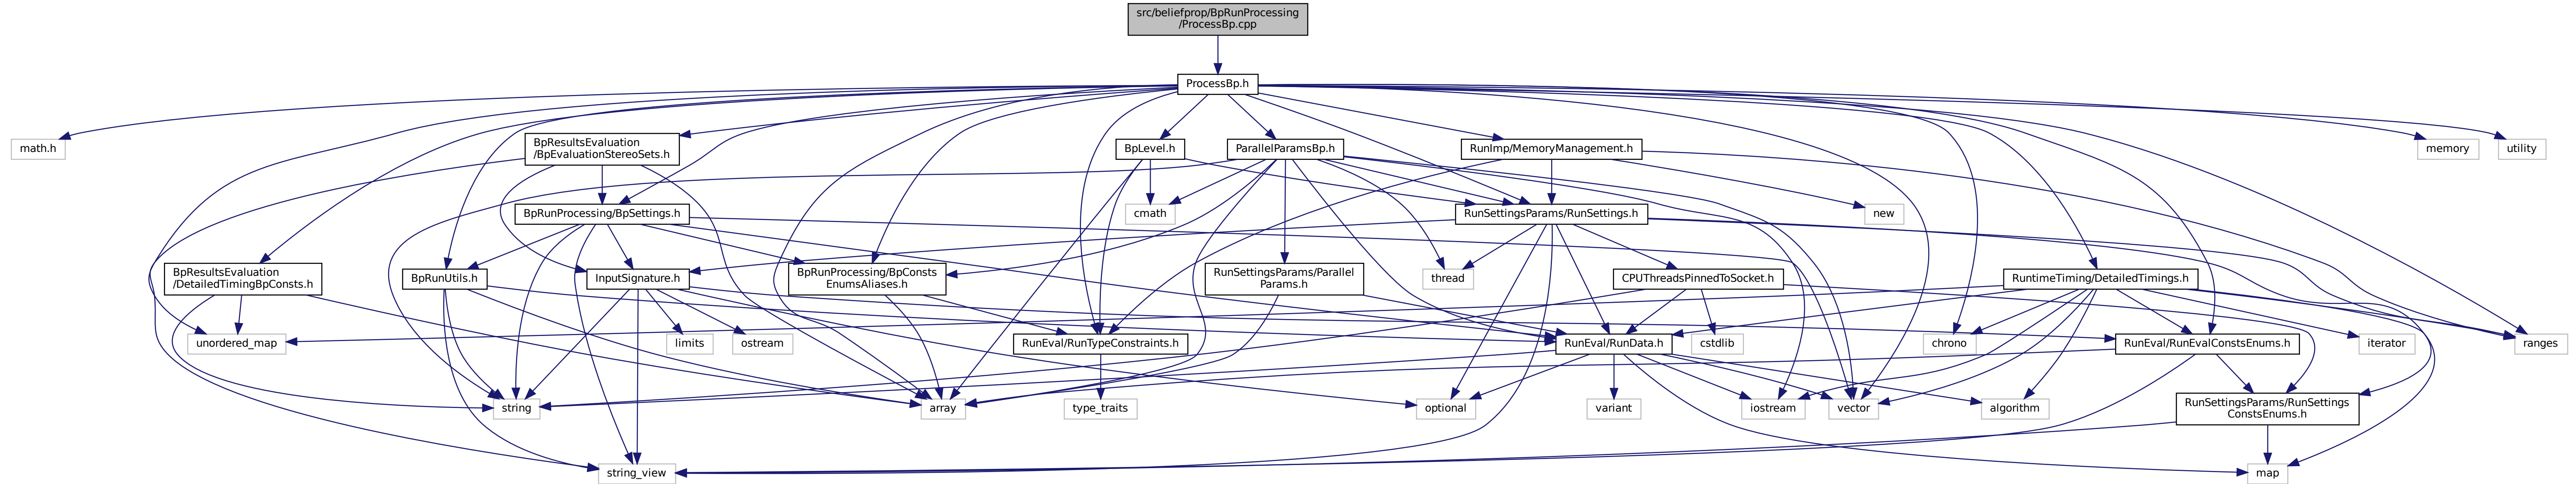 src/beliefprop/BpRunProcessing
/ProcessBp.cpp
ProcessBp.h
math.h
BpResultsEvaluation
/BpEvaluationStereoSets.h
BpLevel.h
ParallelParamsBp.h
RunImp/MemoryManagement.h
memory
utility
BpRunProcessing/BpSettings.h
cmath
RunSettingsParams/RunSettings.h
new
BpResultsEvaluation
/DetailedTimingBpConsts.h
BpRunUtils.h
InputSignature.h
BpRunProcessing/BpConsts
EnumsAliases.h
RunSettingsParams/Parallel
Params.h
thread
CPUThreadsPinnedToSocket.h
RuntimeTiming/DetailedTimings.h
unordered_map
limits
ostream
RunEval/RunTypeConstraints.h
RunEval/RunData.h
cstdlib
chrono
RunEval/RunEvalConstsEnums.h
iterator
ranges
string
array
type_traits
optional
variant
iostream
vector
algorithm
RunSettingsParams/RunSettings
ConstsEnums.h
string_view
map